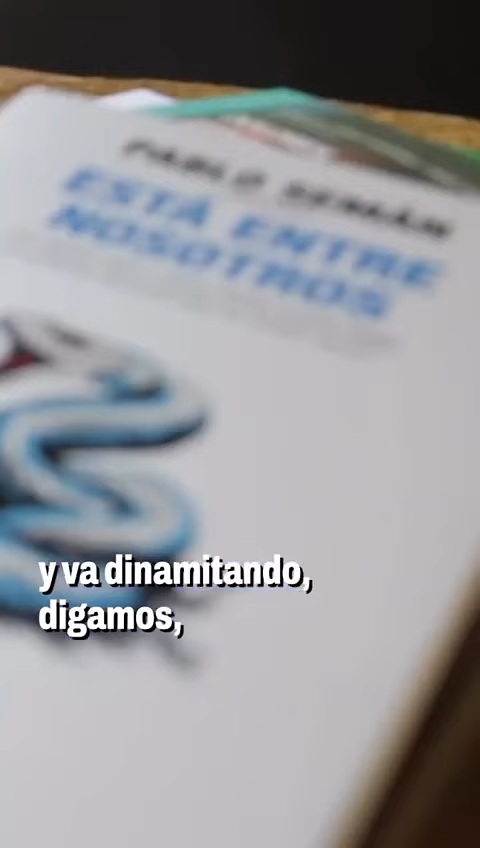 PABLO SEMÁN
ESTÁ ENTRE
NOSOTROS
y va dinamitando,
digamos,